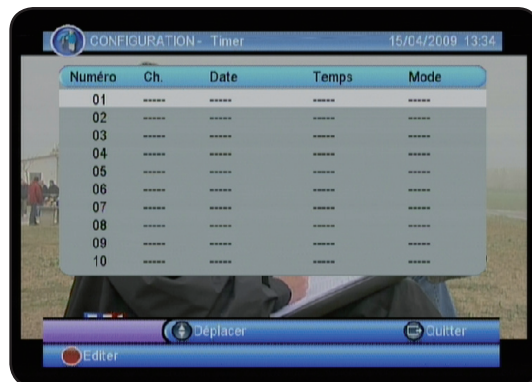 CONFIGURATION - Timer 15/04/2009 13:34
Numéro Ch. Date Temps Mode
01 ----- ----- ----- -----
02 ----- ----- ----- -----
03 ----- ----- ----- -----
04 ----- ----- ----- -----
05 ----- ----- ----- -----
06 ----- ----- ----- -----
07 ----- ----- ----- -----
08 ----- ----- ----- -----
09 ----- ----- ----- -----
10 ----- ----- ----- -----
Déplacer Quitter
Editer